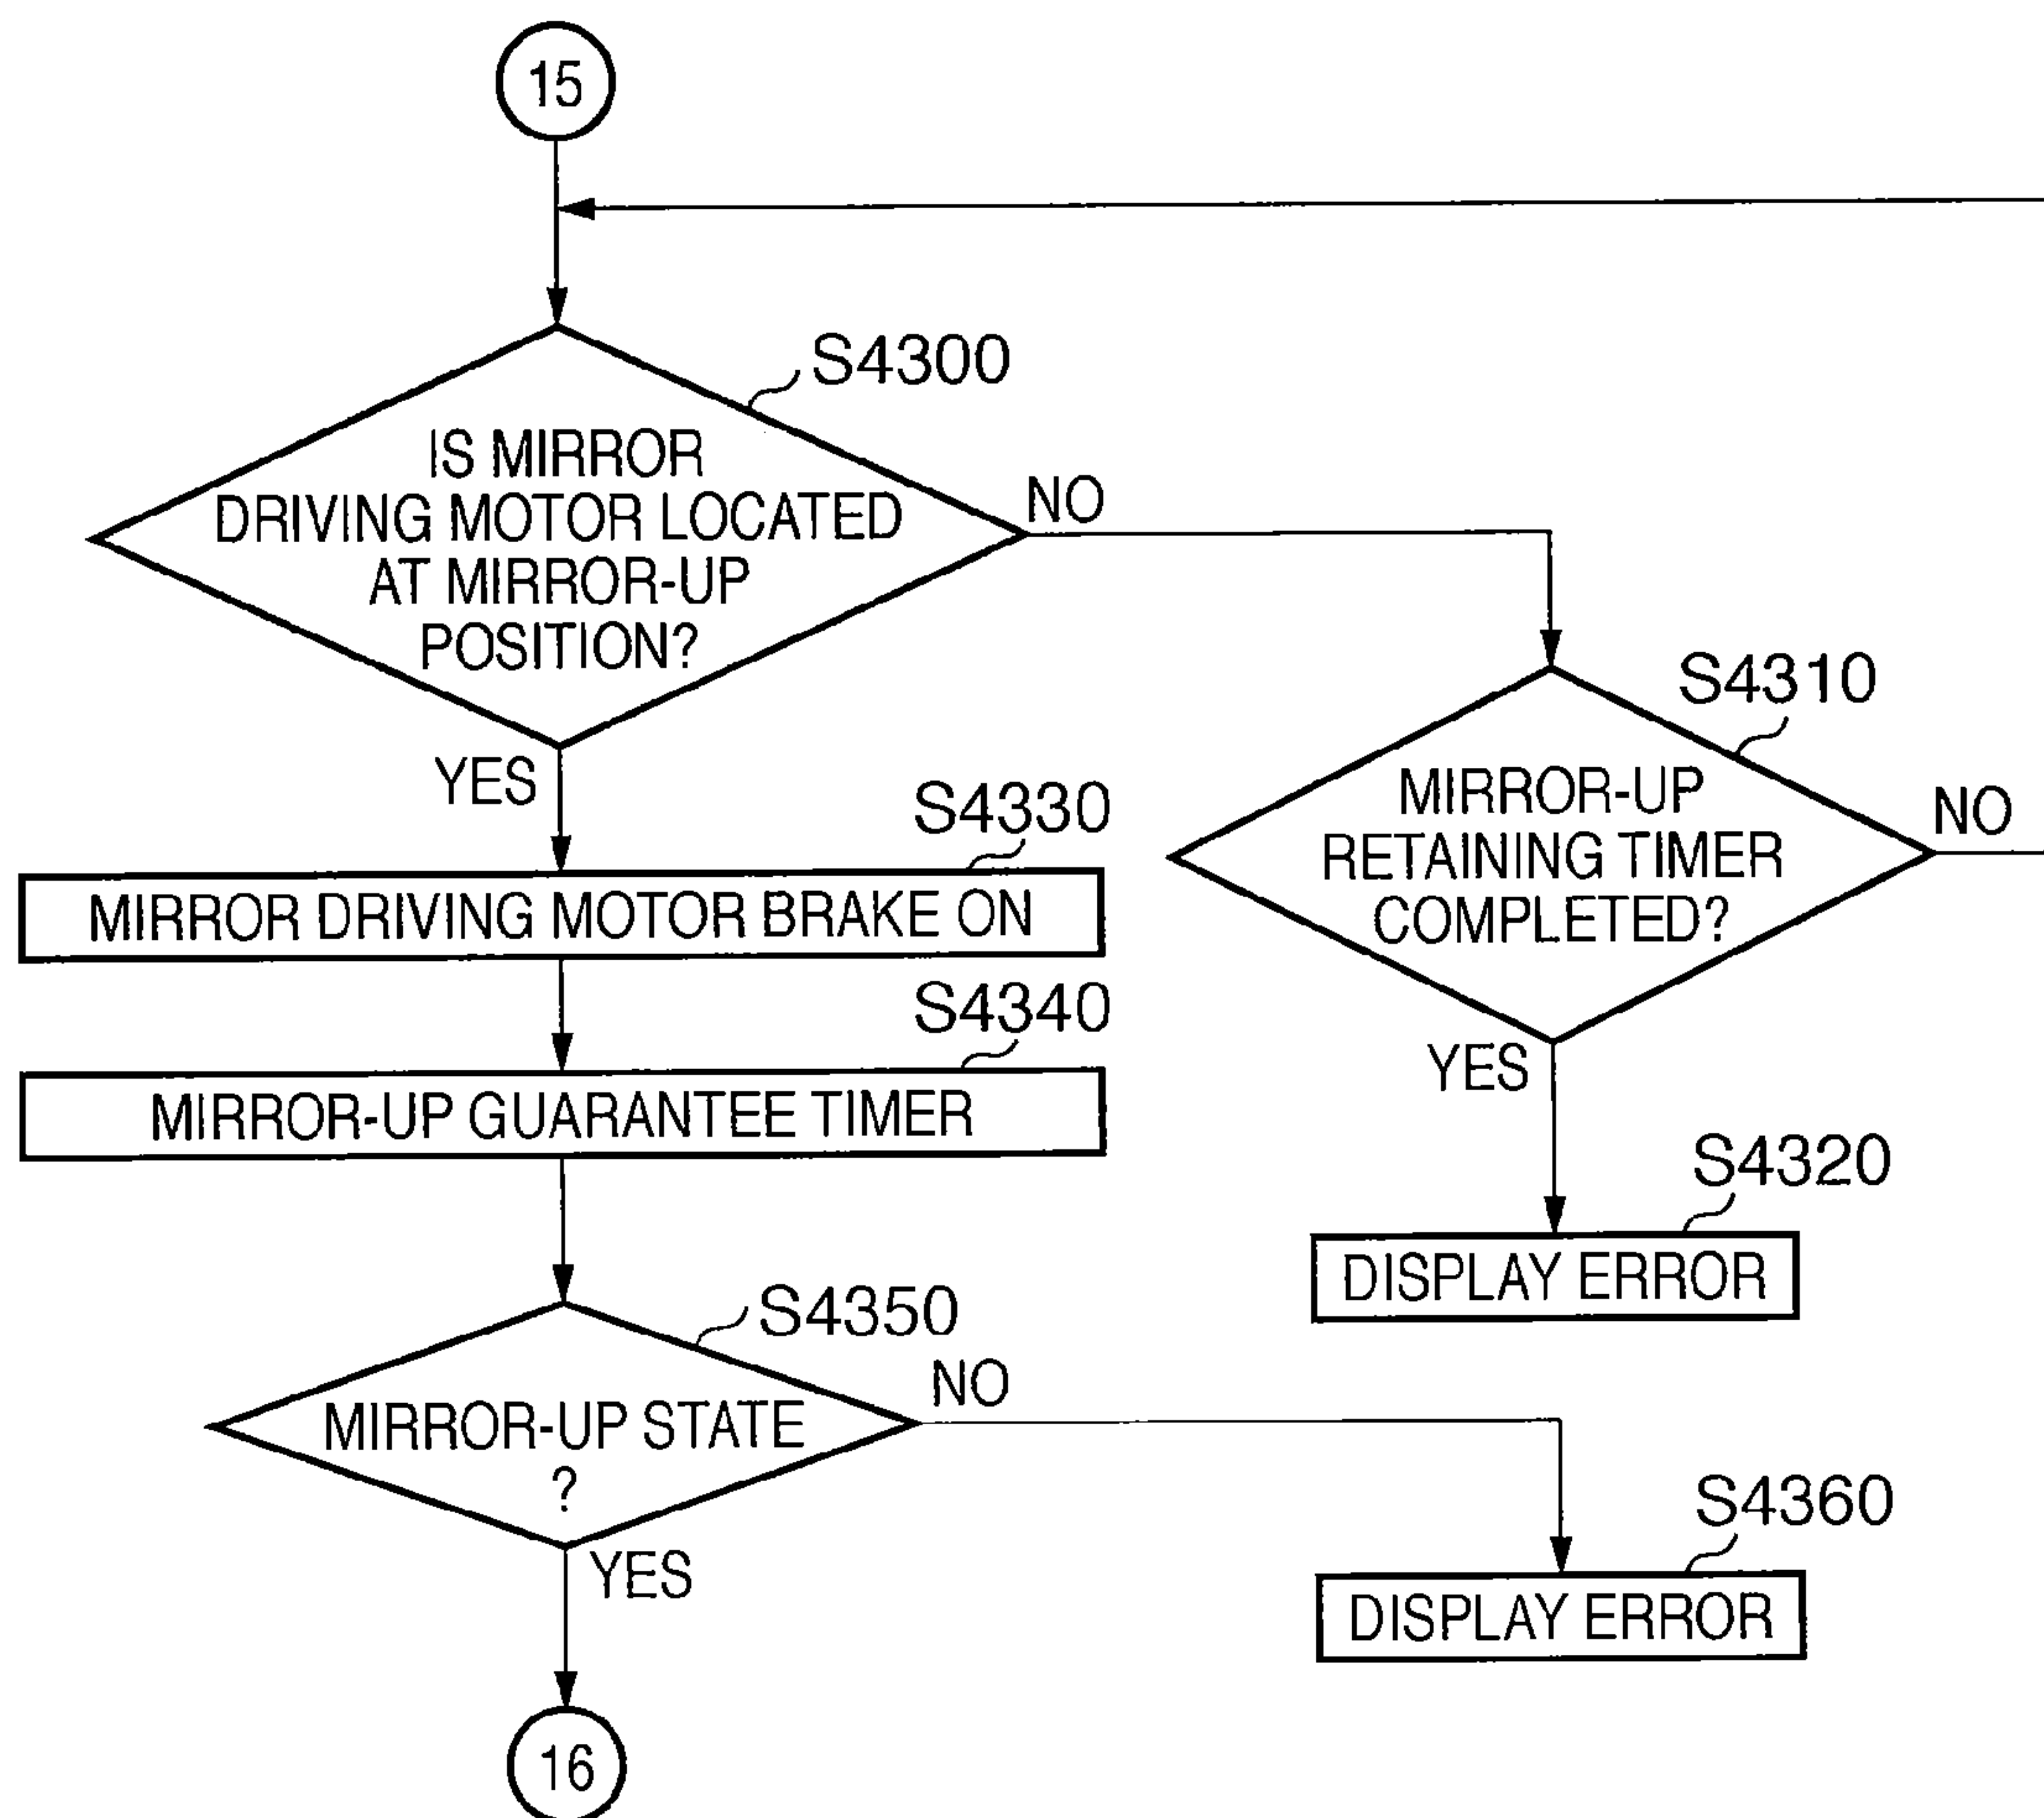 15
S4300
IS MIRROR
DRIVING MOTOR LOCATED
AT MIRROR-UP
POSITION?
NO
YES
S4310
MIRROR-UP
RETAINING TIMER
COMPLETED?
NO
YES
S4320
DISPLAY ERROR
S4330
MIRROR DRIVING MOTOR BRAKE ON
S4340
MIRROR-UP GUARANTEE TIMER
S4350
MIRROR-UP STATE
?
NO
YES
S4360
DISPLAY ERROR
16